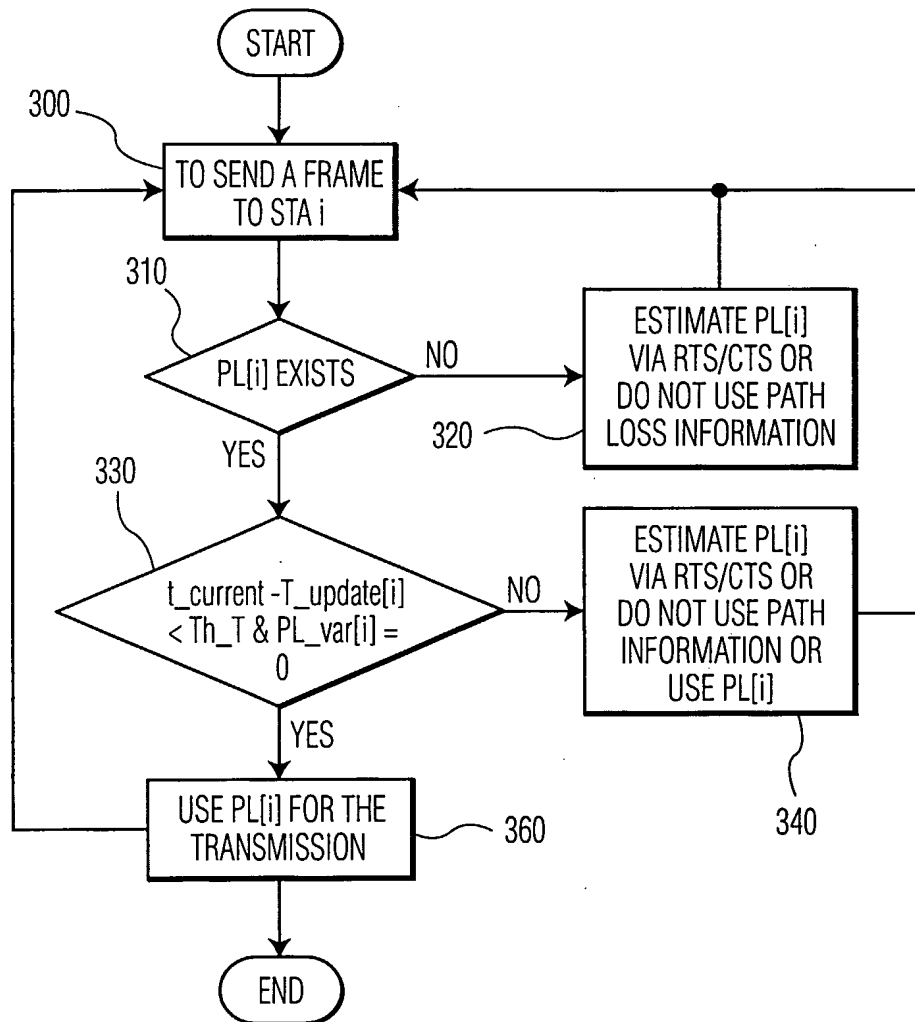 START
300
TO SEND A FRAME
TO STA i
310
PL[i] EXISTS
NO
ESTIMATE PL[i]
VIA RTS/CTS OR
DO NOT USE PATH
LOSS INFORMATION
320
YES
330
t_current -T_update[i]
< Th_T & PL_var[i] =
0
NO
ESTIMATE PL[i]
VIA RTS/CTS OR
DO NOT USE PATH
INFORMATION OR
USE PL[i]
340
YES
USE PL[i] FOR THE
TRANSMISSION
360
END